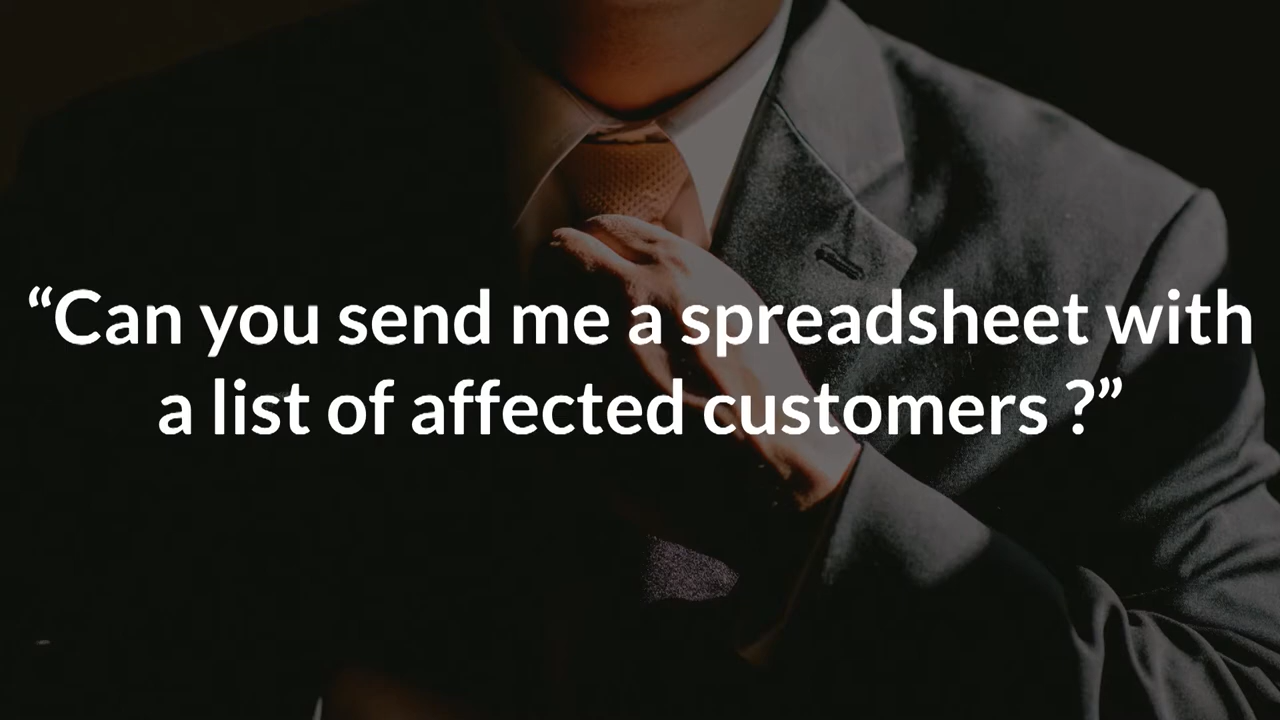 “Can you send me a spreadsheet with
a list of affected customers ?”